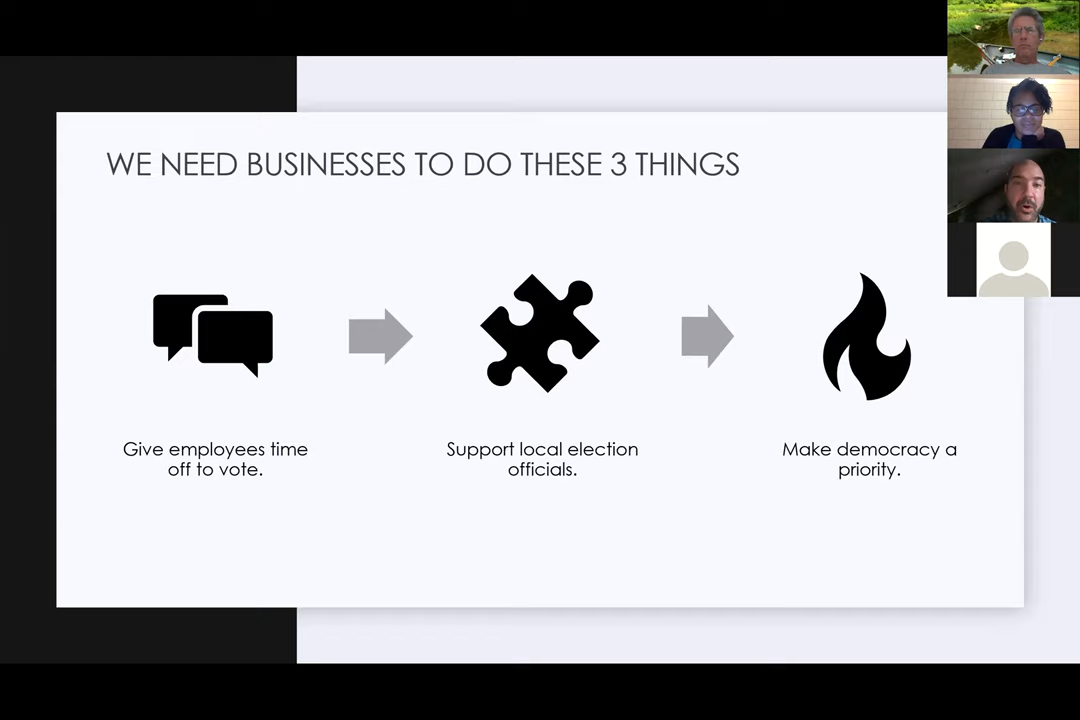 WE NEED BUSINESSES TO DO THESE 3 THINGS
Give employees time
off to vote.
Support local election
officials.
Make democracy a
priority.